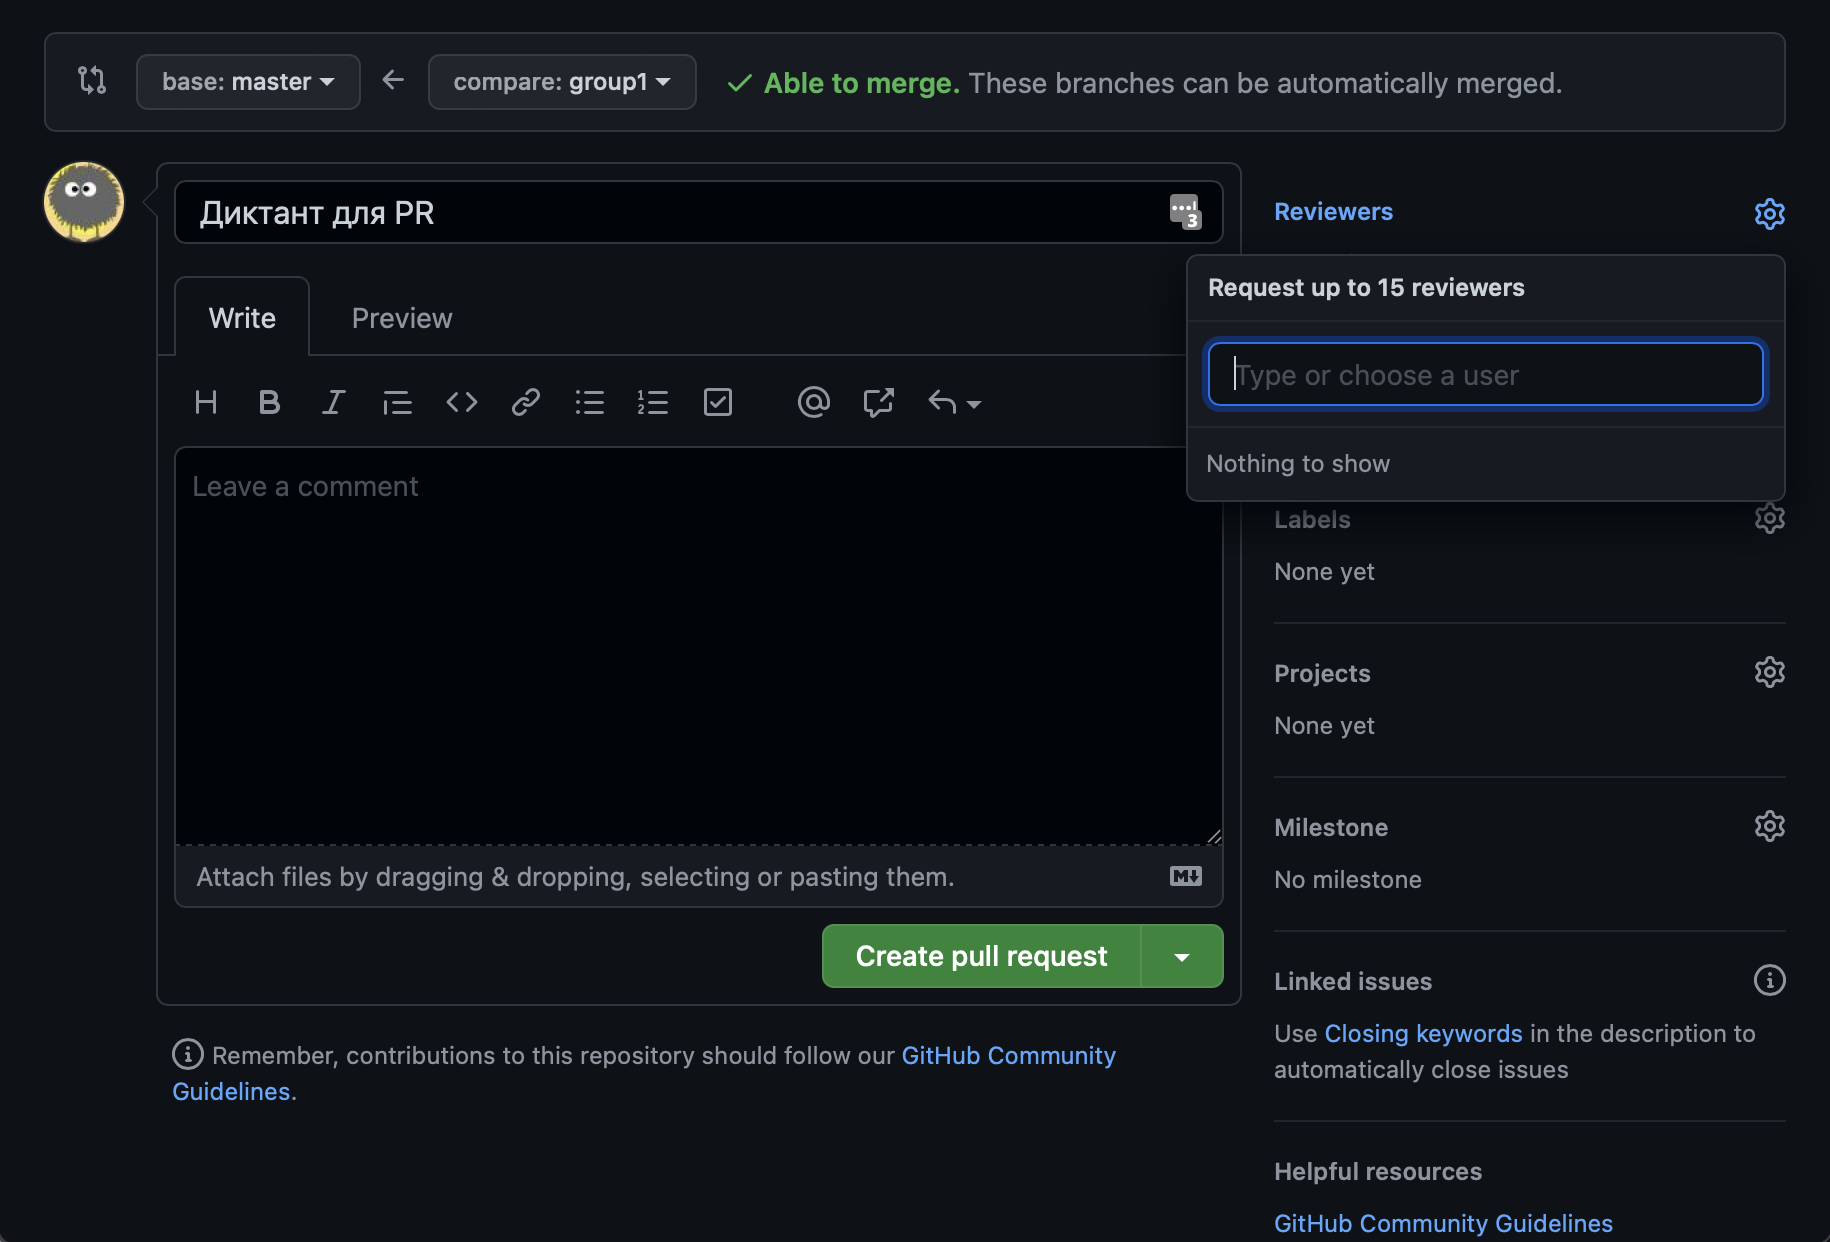 base: master
compare: group1
Able to merge. These branches can be automatically merged.
Диктант для PR
3
Reviewers
Request up to 15 reviewers
Type or choose a user
Nothing to show
Write
Preview
Leave a comment
Attach files by dragging & dropping, selecting or pasting them.
Create pull request
Remember, contributions to this repository should follow our GitHub Community
Guidelines.
Labels
None yet
Projects
None yet
Milestone
No milestone
Linked issues
Use Closing keywords in the description to
automatically close issues
Helpful resources
GitHub Community Guidelines